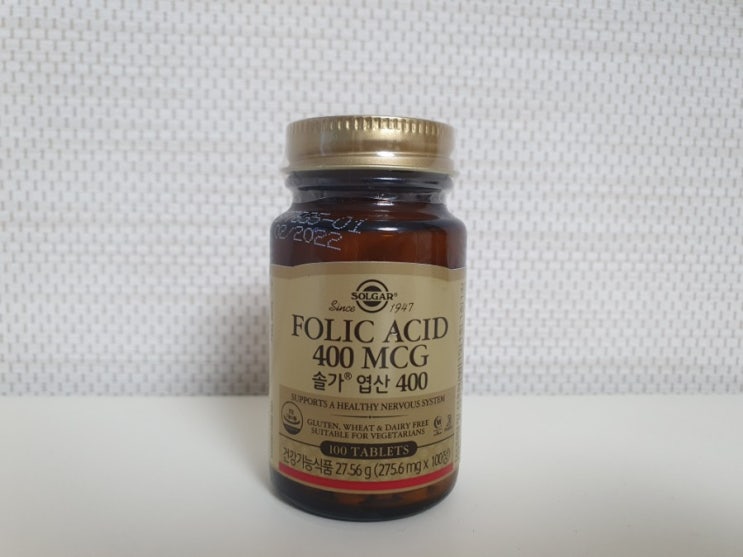 02/2022
SOLGAR®
Since 1947
FOLIC ACID
400 MCG
솔가® 엽산 400
SUPPORTS A HEALTHY NERVOUS SYSTEM
GLUTEN, WHEAT & DAIRY FREE
SUITABLE FOR VEGETARIANS
100 TABLETS
건강기능식품 27.56 g (275.6 mg x 100정)